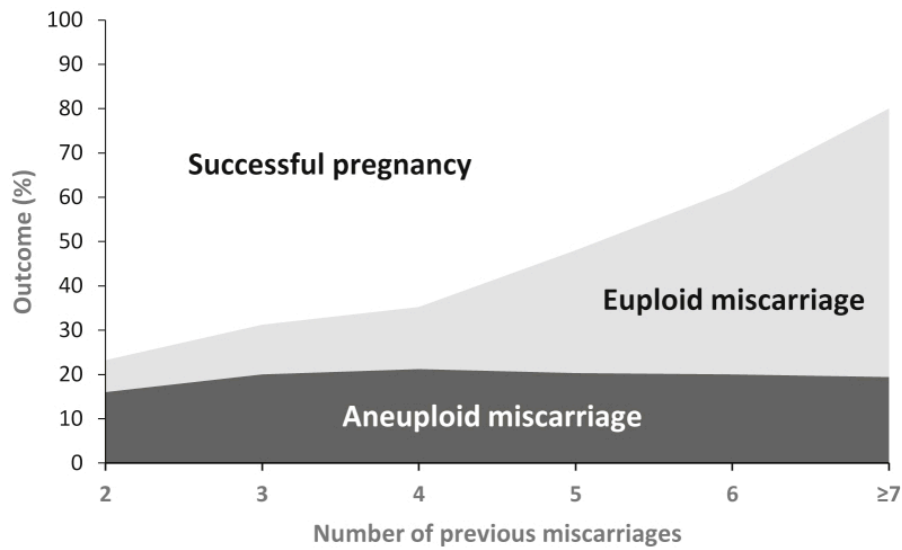 100
90
80
70
60
50
40
30
20
10
0
Outcome (%)
Successful pregnancy
Euploid miscarriage
Aneuploid miscarriage
2 3 4 5 6 ≥7
Number of previous miscarriages